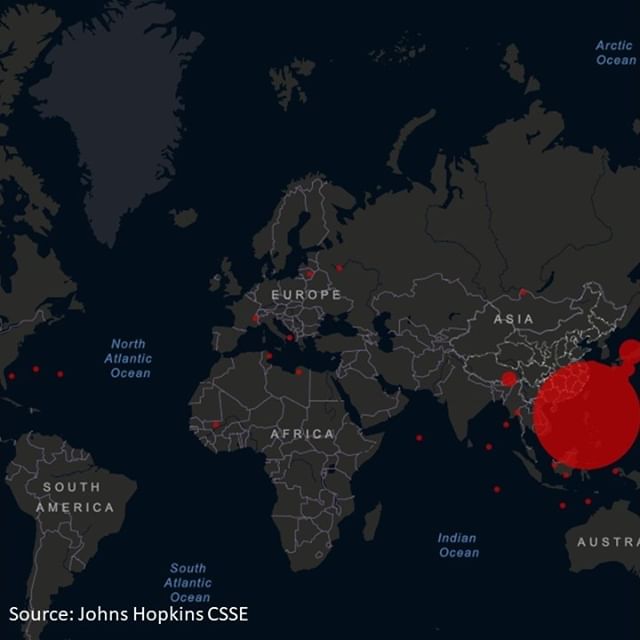 Arctic
Ocean
EUROPE
ASIA
North
Atlantic
Ocean
AFRICA
SOUTH
AMERICA
Indian
Ocean
AUSTRA
South
Atlantic
Ocean
Source: Johns Hopkins CSSE